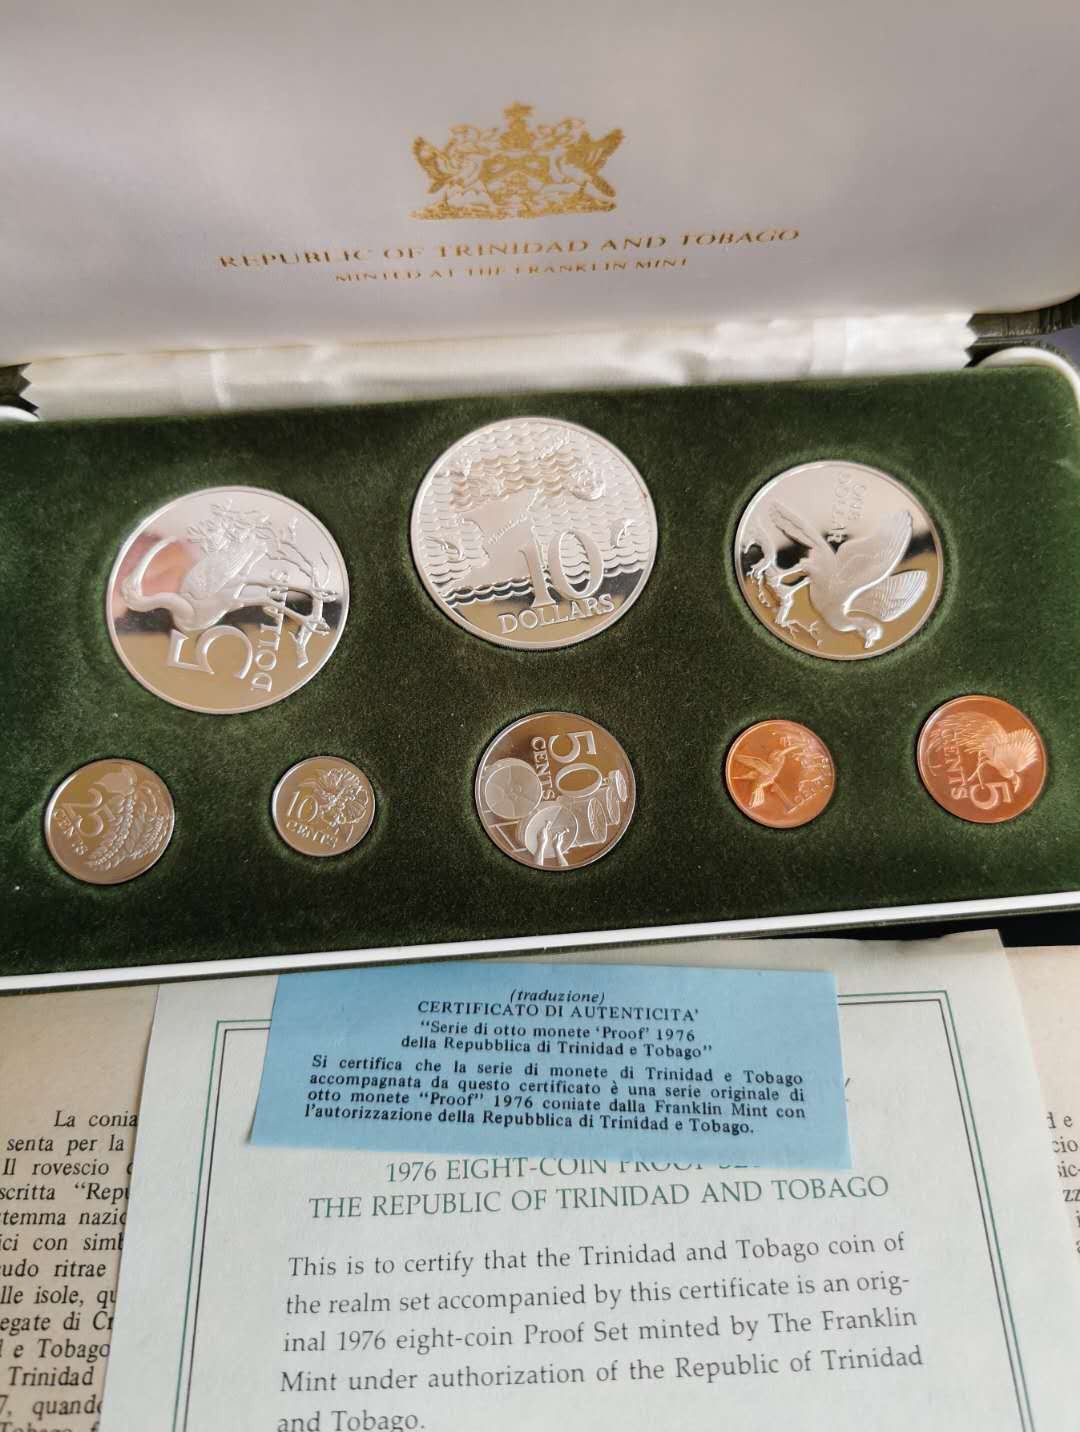 REPUBLIC OF TRINIDAD AND TOBAGO
MINTED AT THE FRANKLIN MINT
5
DOLLARS
Trinidad
10
DOLLARS
ONE
DOLLAR
25
CENTS
10
CENTS
50
CENTS
5
CENTS
(traduzione)
CERTIFICATO DI AUTENTICITA'
"Serie di otto monete 'Proof' 1976
della Repubblica di Trinidad e Tobago"
Si certifica che la serie di monete di Trinidad e Tobago
accompagnata da questo certificato è una serie originale di
otto monete "Proof" 1976 coniate dalla Franklin Mint con
l'autorizzazione della Repubblica di Trinidad e Tobago.
1976 EIGHT-COIN PROOF SET
THE REPUBLIC OF TRINIDAD AND TOBAGO
This is to certify that the Trinidad and Tobago coin of
the realm set accompanied by this certificate is an orig-
inal 1976 eight-coin Proof Set minted by The Franklin
Mint under authorization of the Republic of Trinidad
and Tobago.
La conia
senta per la
Il rovescio
scritta "Repu
stemma nazio
ici con simb
udo ritrae
lle isole, qu
egate di Cr
e Tobago
Trinidad
7, quando